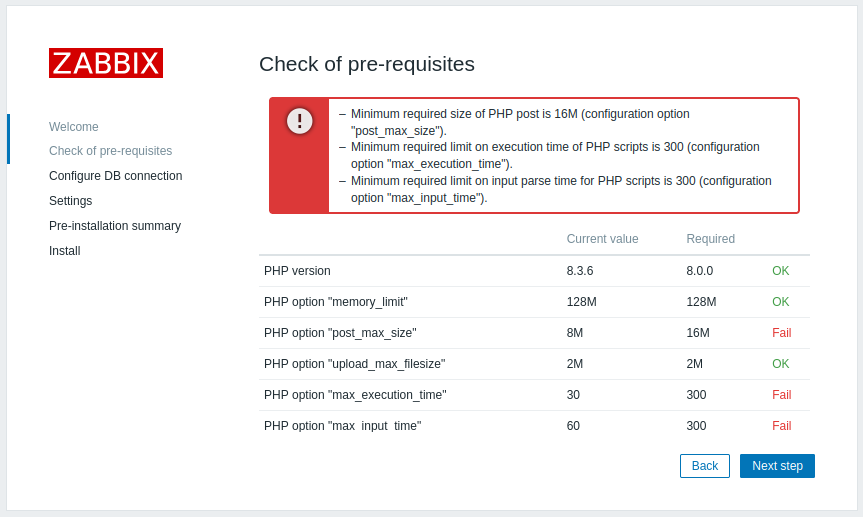 ZABBIX
Welcome
Check of pre-requisites
Configure DB connection
Settings
Pre-installation summary
Install
Check of pre-requisites
– Minimum required size of PHP post is 16M (configuration option
"post_max_size").
– Minimum required limit on execution time of PHP scripts is 300 (configuration
option "max_execution_time").
– Minimum required limit on input parse time for PHP scripts is 300 (configuration
option "max_input_time").
Current value Required
PHP version 8.3.6 8.0.0 OK
PHP option "memory_limit" 128M 128M OK
PHP option "post_max_size" 8M 16M Fail
PHP option "upload_max_filesize" 2M 2M OK
PHP option "max_execution_time" 30 300 Fail
PHP option "max_input_time" 60 300 Fail
Back Next step